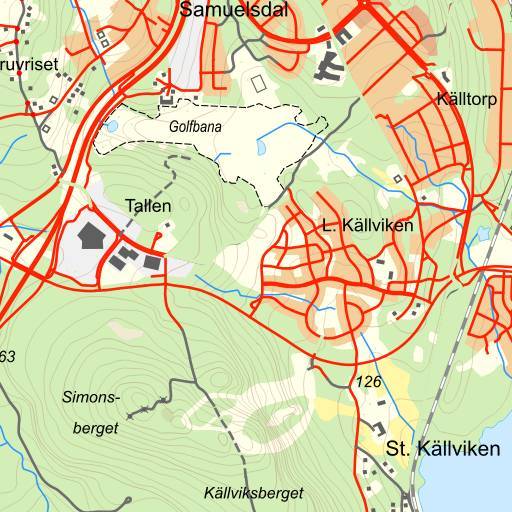 Samuelsdal
ruvriset
Källtorp
Golfbana
Tallen
L. Källviken
63
126
Simons-
berget
St. Källviken
Källviksberget